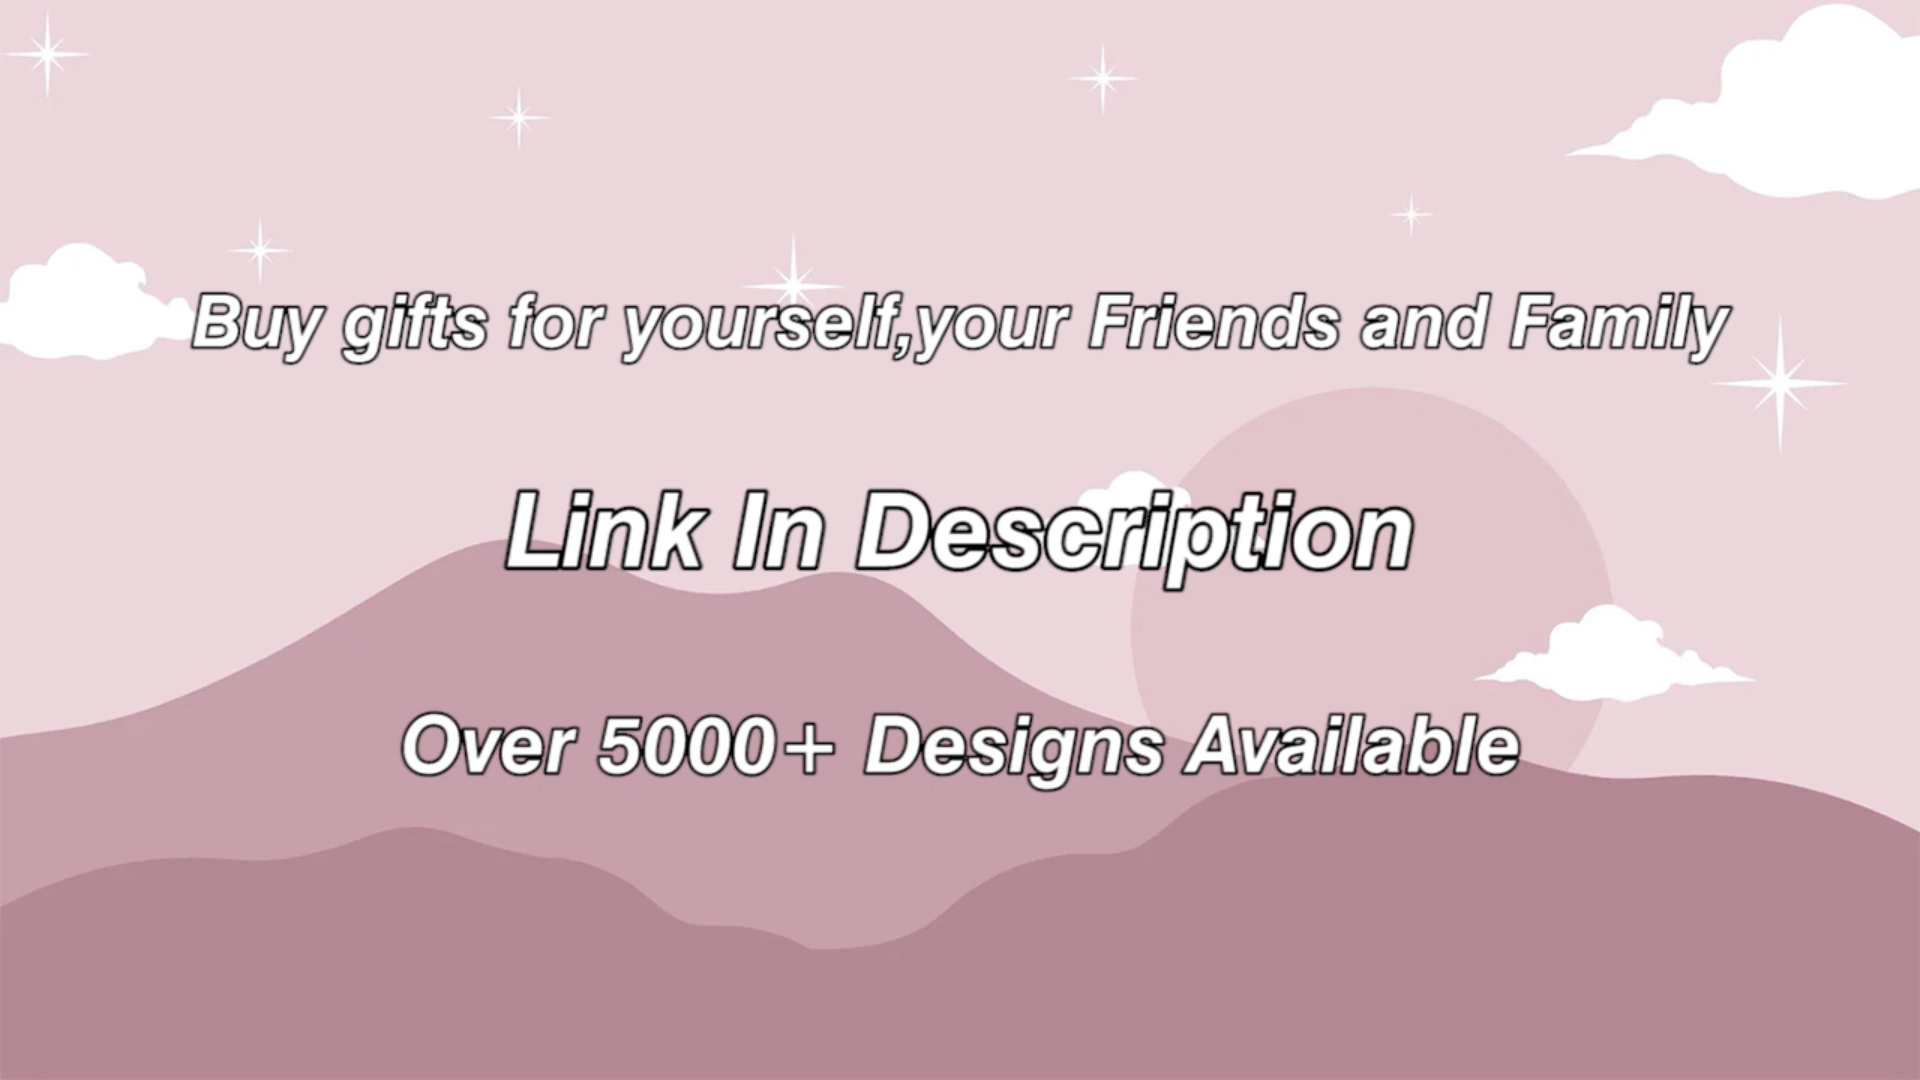 Buy gifts for yourself,your Friends and Family
Link In Description
Over 5000+ Designs Available